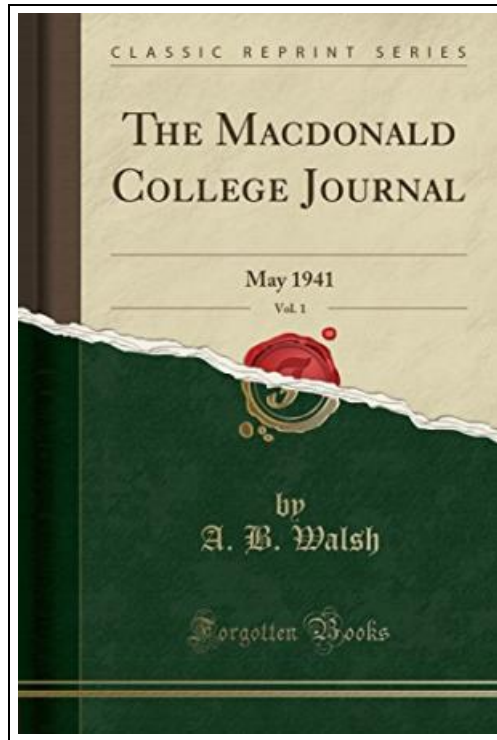 CLASSIC REPRINT SERIES
THE MACDONALD
COLLEGE JOURNAL
May 1941
Vol. 1
by
A. B. Walsh
Forgotten Books